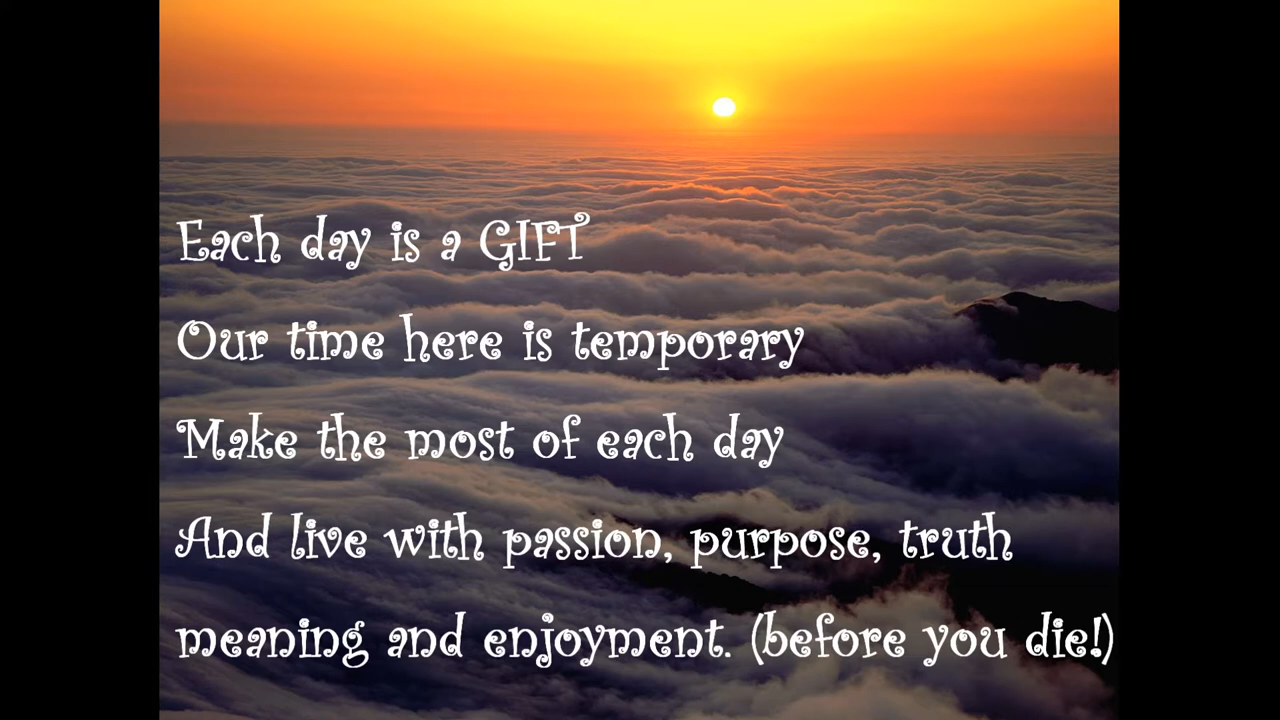 Each day is a GIFT
Our time here is temporary
Make the most of each day
And live with passion, purpose, truth
meaning and enjoyment. (before you die!)